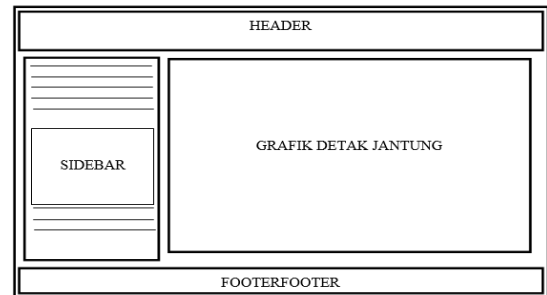 HEADER
SIDEBAR
GRAFIK DETAK JANTUNG
FOOTERFOOTER